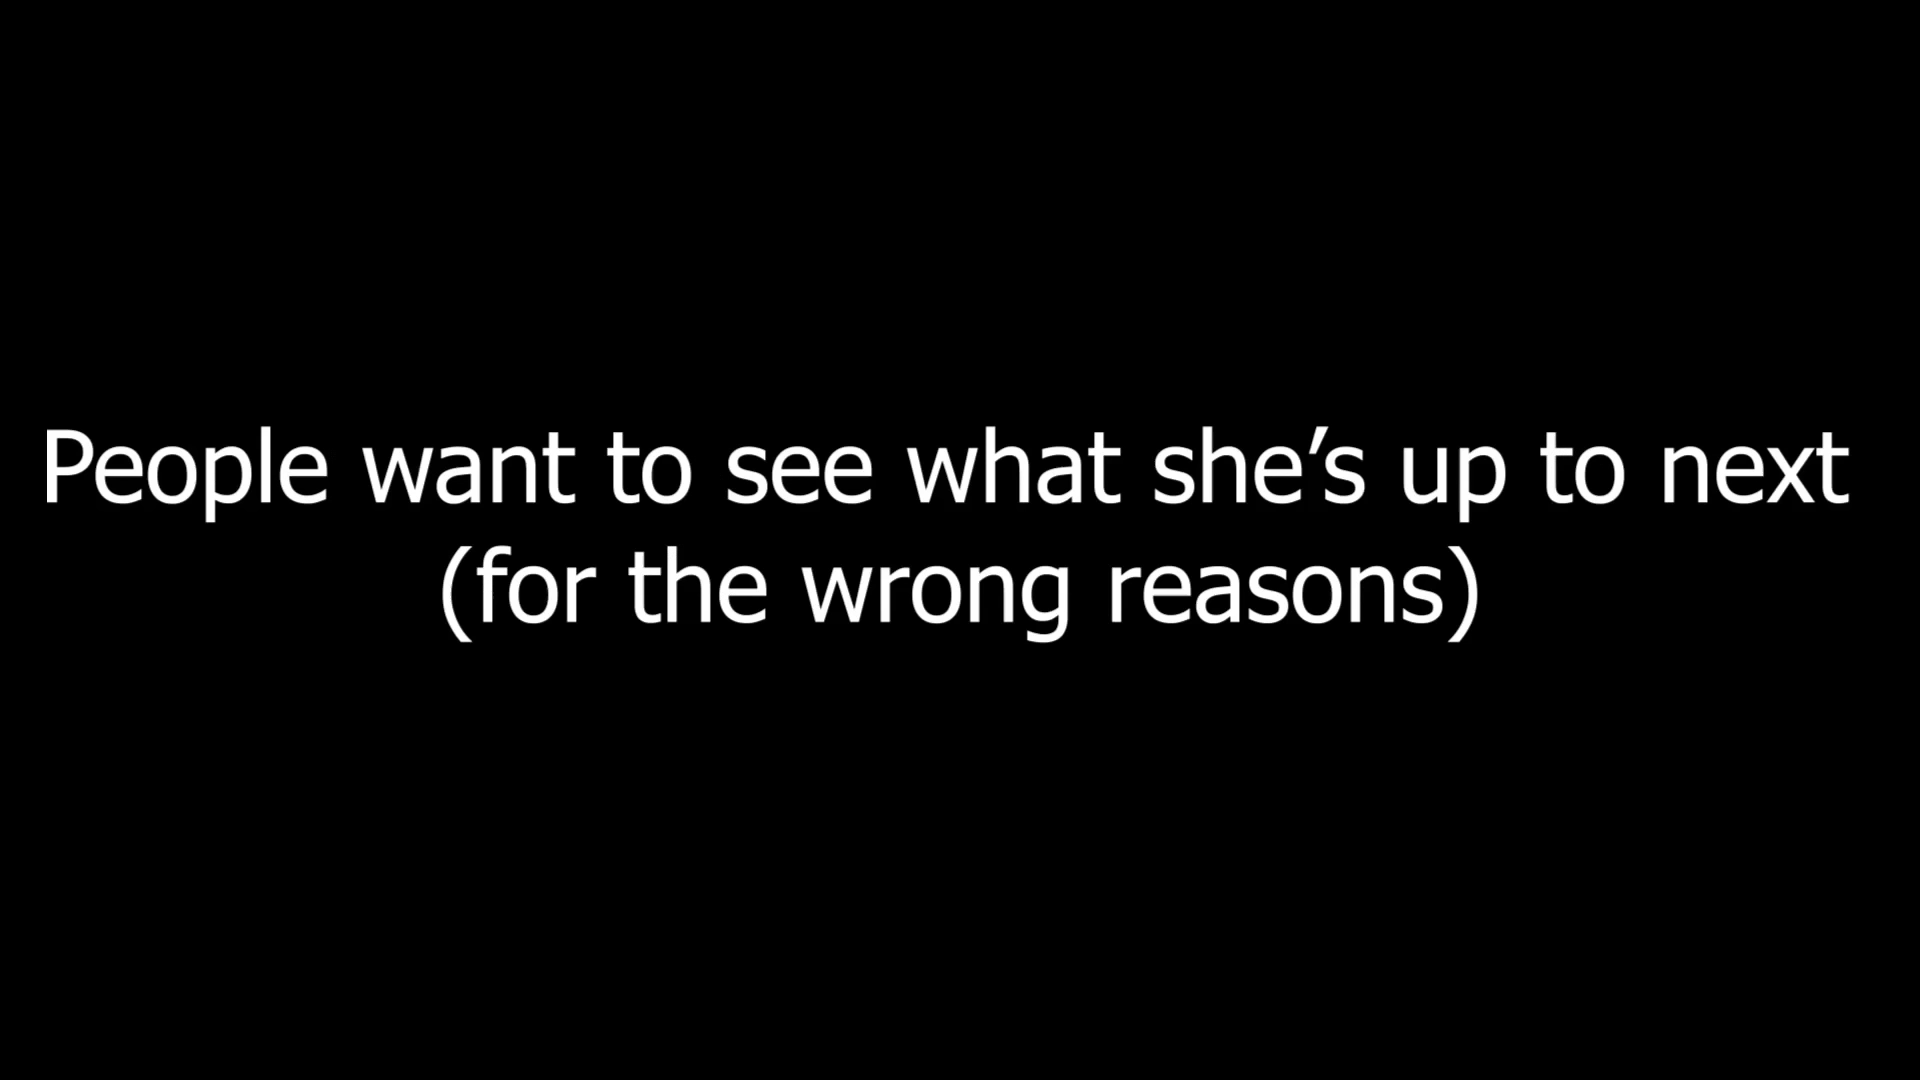 People want to see what she’s up to next
(for the wrong reasons)